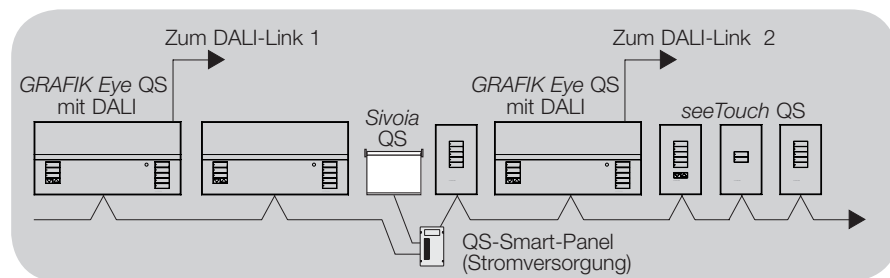 Zum DALI-Link 1
Zum DALI-Link 2
GRAFIK Eye QS
mit DALI
Sivoia
QS
GRAFIK Eye QS
mit DALI
seeTouch QS
QS-Smart-Panel
(Stromversorgung)